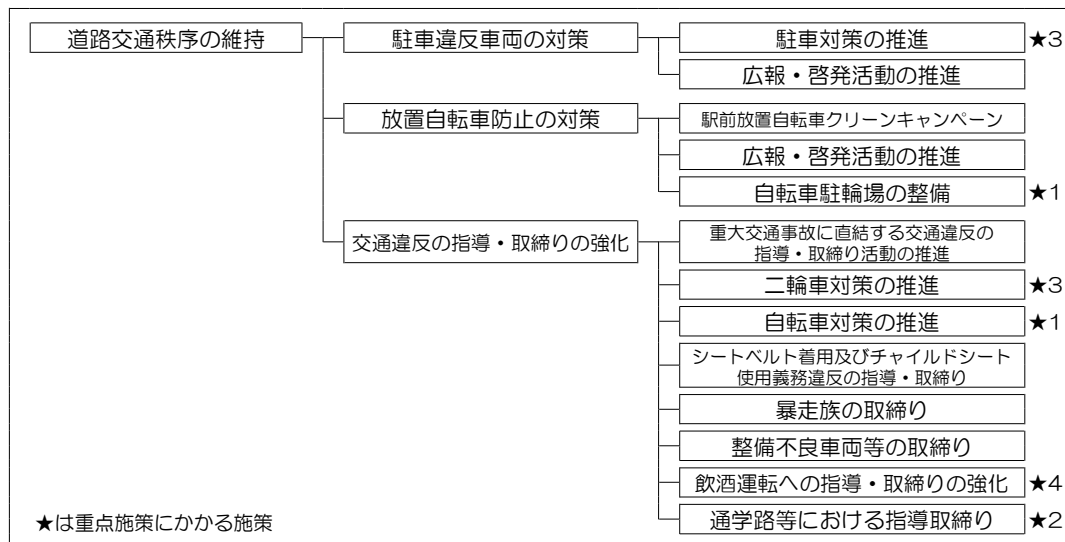 道路交通秩序の維持
駐車違反車両の対策
駐車対策の推進 ★3
広報・啓発活動の推進
放置自転車防止の対策
駅前放置自転車クリーンキャンペーン
広報・啓発活動の推進
自転車駐輪場の整備 ★1
交通違反の指導・取締りの強化
重大交通事故に直結する交通違反の
指導・取締り活動の推進
二輪車対策の推進 ★3
自転車対策の推進 ★1
シートベルト着用及びチャイルドシート
使用義務違反の指導・取締り
暴走族の取締り
整備不良車両等の取締り
飲酒運転への指導・取締りの強化 ★4
通学路等における指導取締り ★2
★は重点施策にかかる施策